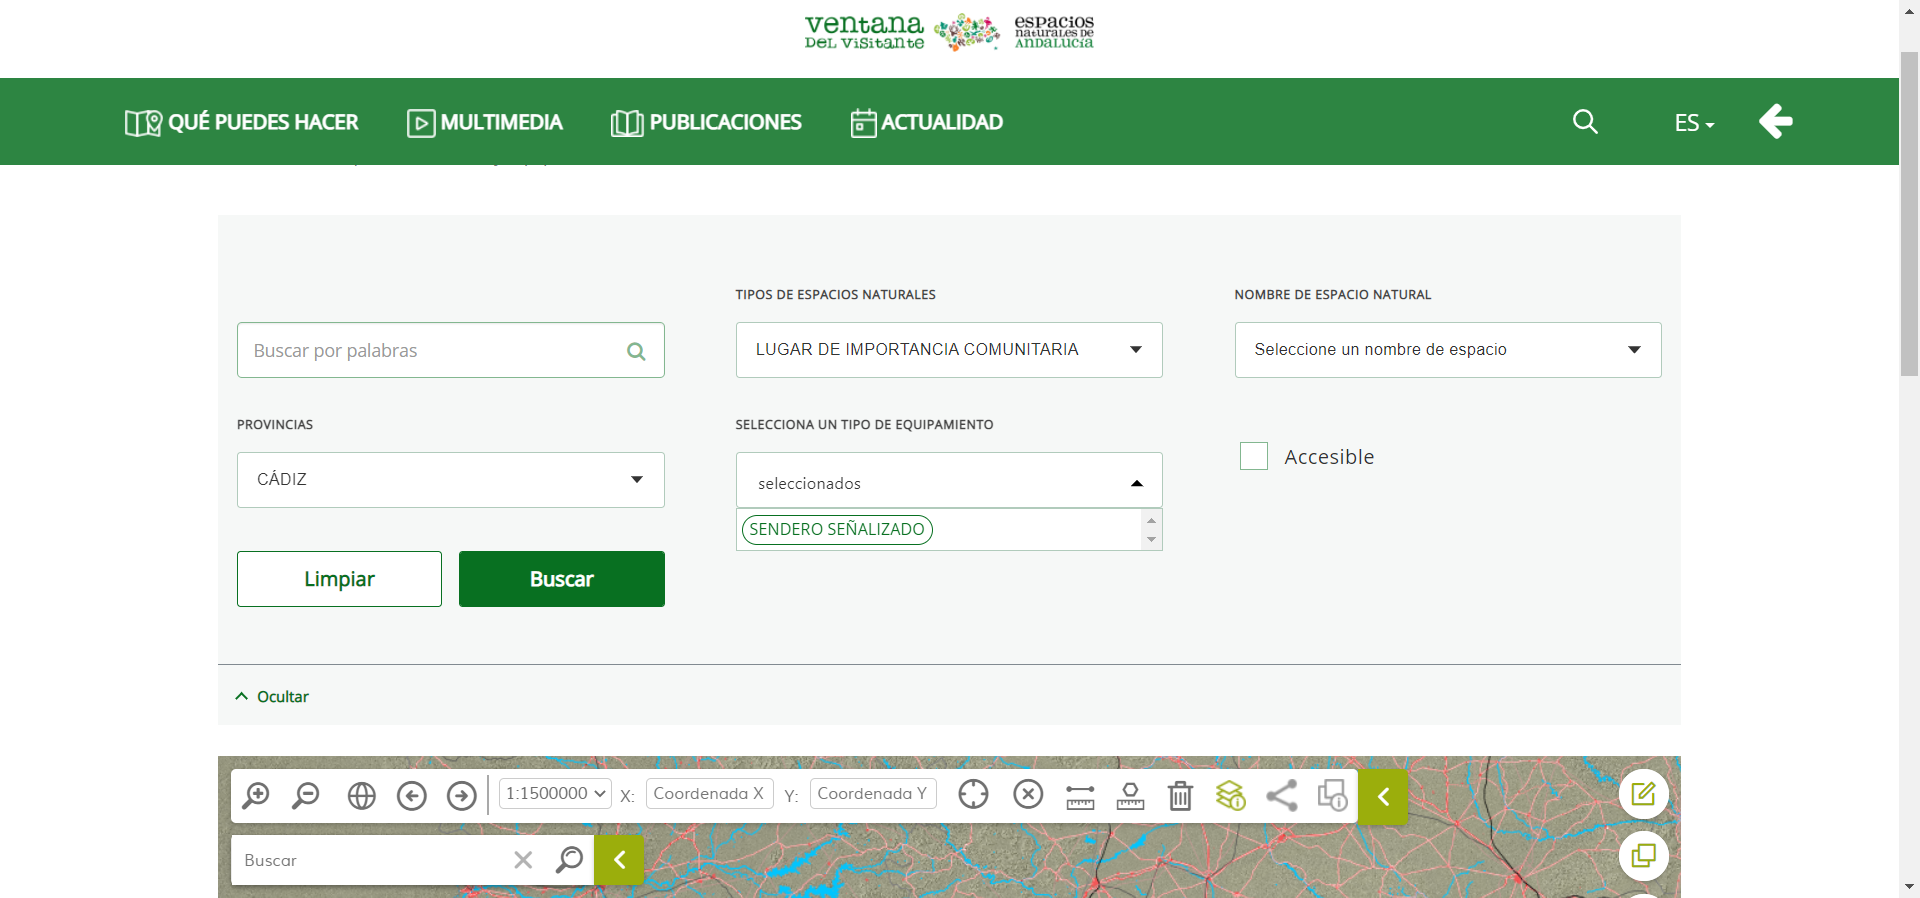 ventana
DEL VISITANTE
espacios
naturales de
ANDALUCÍA
QUÉ PUEDES HACER
MULTIMEDIA
PUBLICACIONES
ACTUALIDAD
ES
TIPOS DE ESPACIOS NATURALES
NOMBRE DE ESPACIO NATURAL
Buscar por palabras
LUGAR DE IMPORTANCIA COMUNITARIA
Seleccione un nombre de espacio
PROVINCIAS
SELECCIONA UN TIPO DE EQUIPAMIENTO
CÁDIZ
seleccionados
Accesible
SENDERO SEÑALIZADO
Limpiar
Buscar
Ocultar
1:1500000
X:
Coordenada X
Y:
Coordenada Y
Buscar